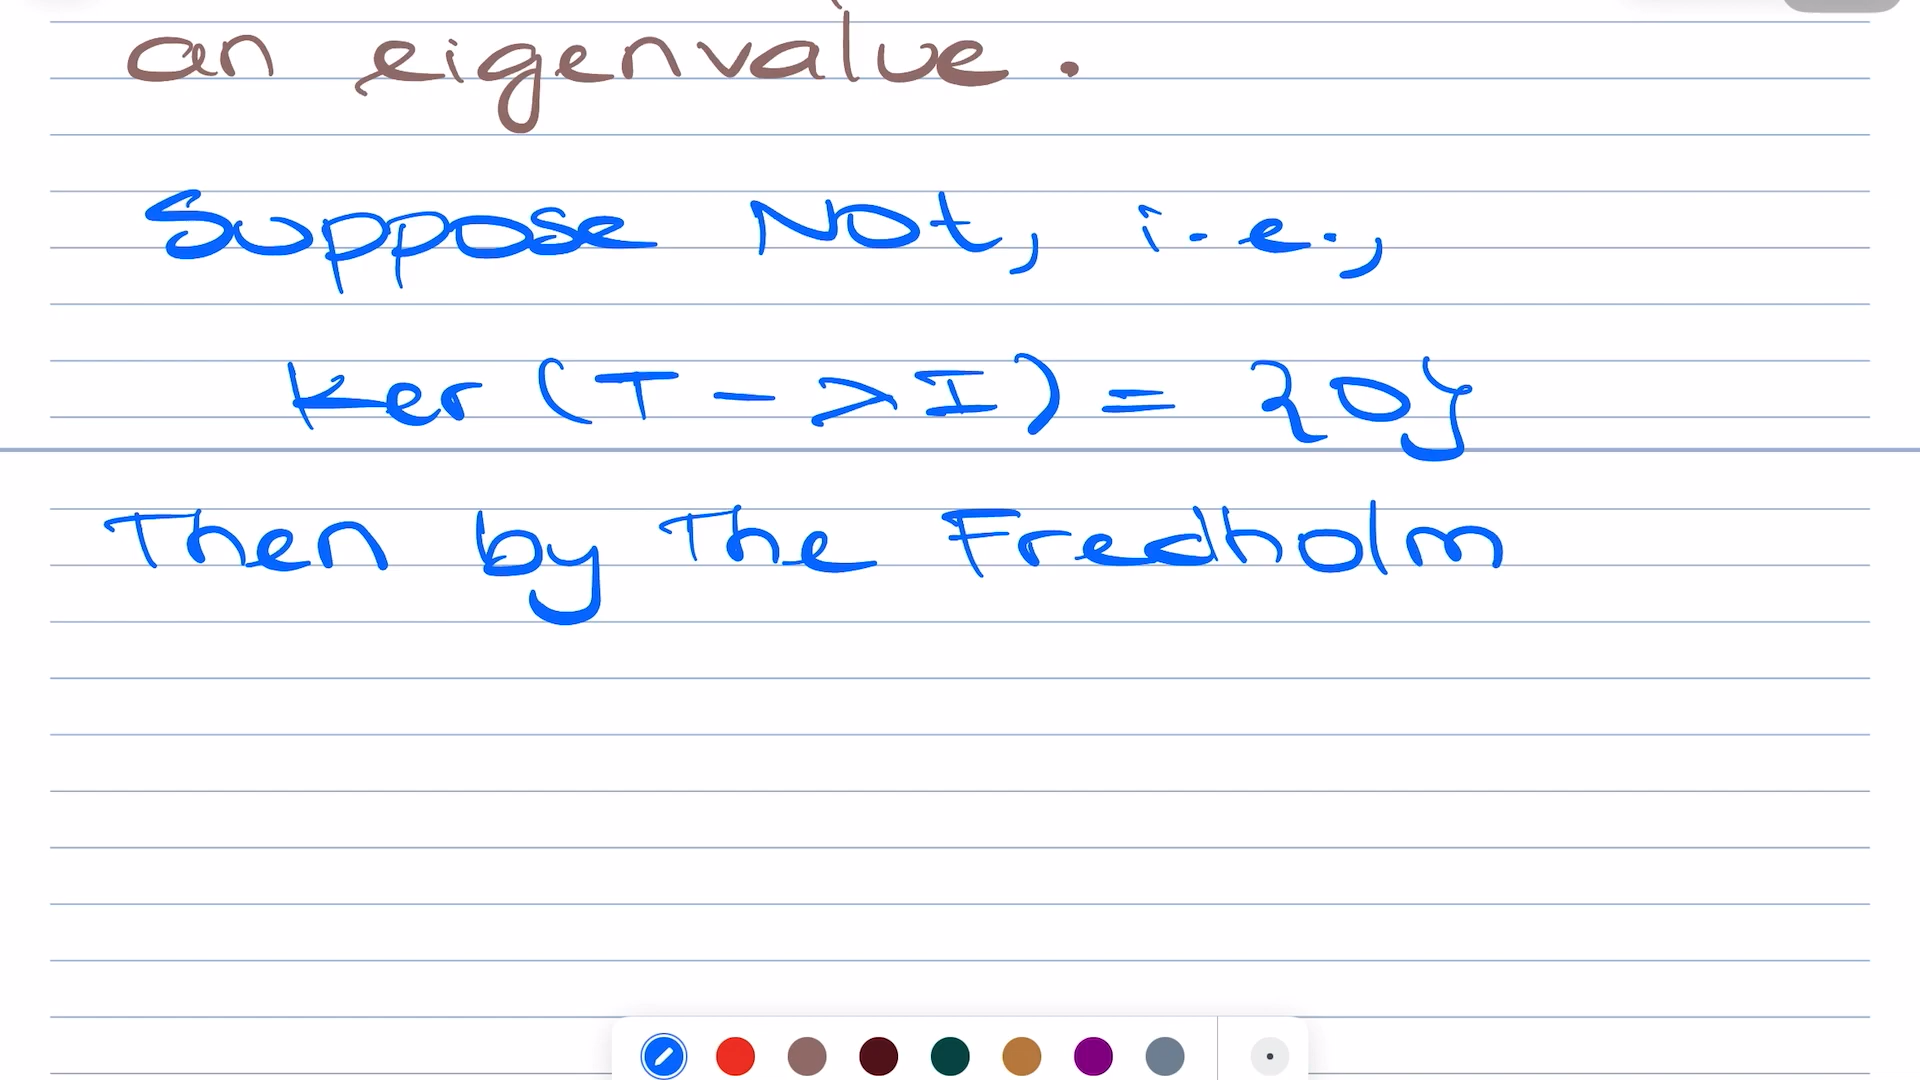 an eigenvalue.
Suppose Not, i.e.,
ker (T - λI) = {0}
Then by The Fredholm